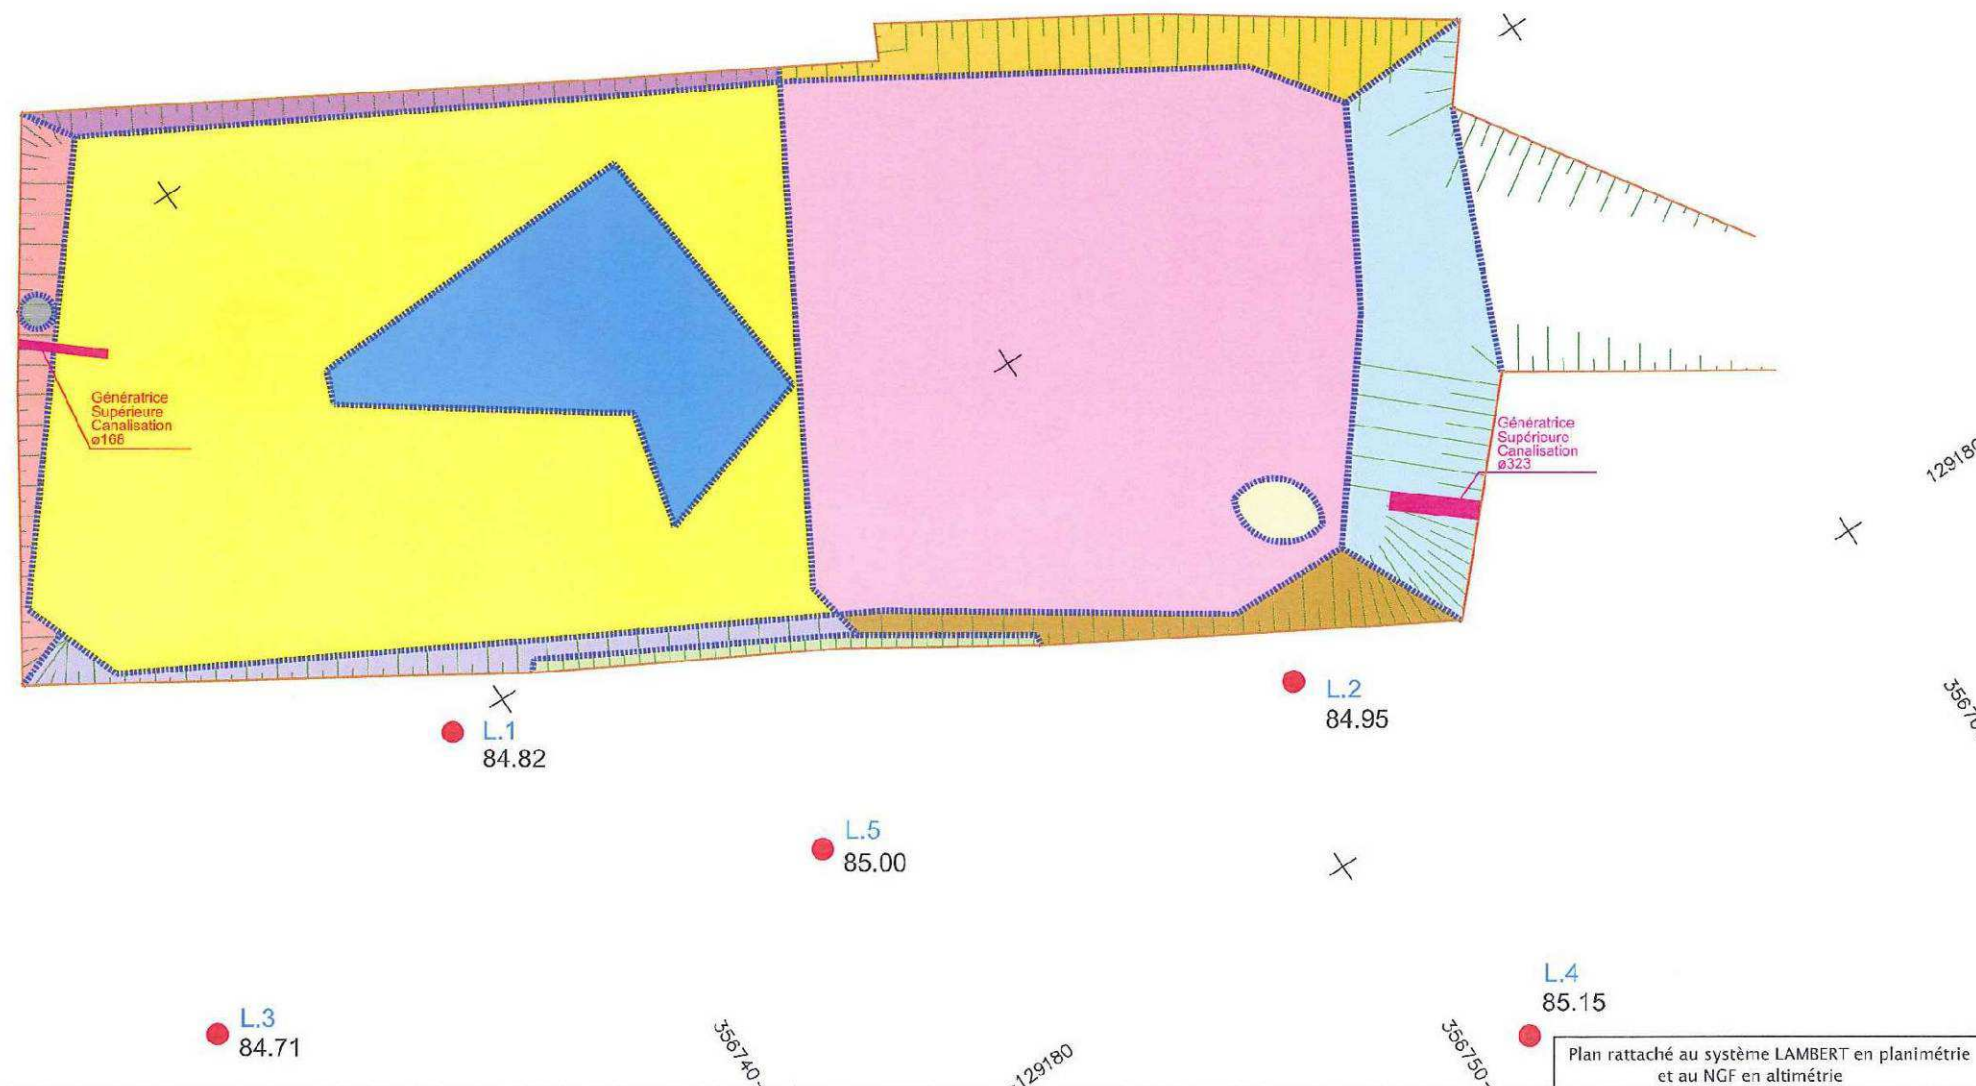 Génératrice
Supérieure
Canalisation
ø168
Génératrice
Supérieure
Canalisation
ø323
L.1
84.82
L.2
84.95
L.5
85.00
L.4
85.15
L.3
84.71
356740-
-129180
356750-
Plan rattaché au système LAMBERT en planimétrie
et au NGF en altimétrie